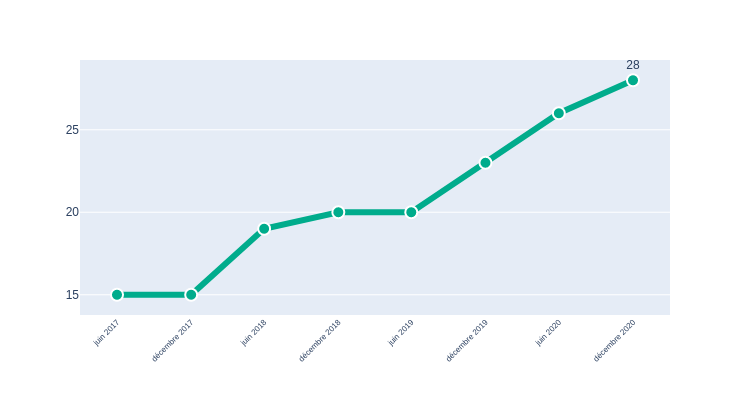 28
25
20
15
juin 2017
décembre 2017
juin 2018
décembre 2018
juin 2019
décembre 2019
juin 2020
décembre 2020